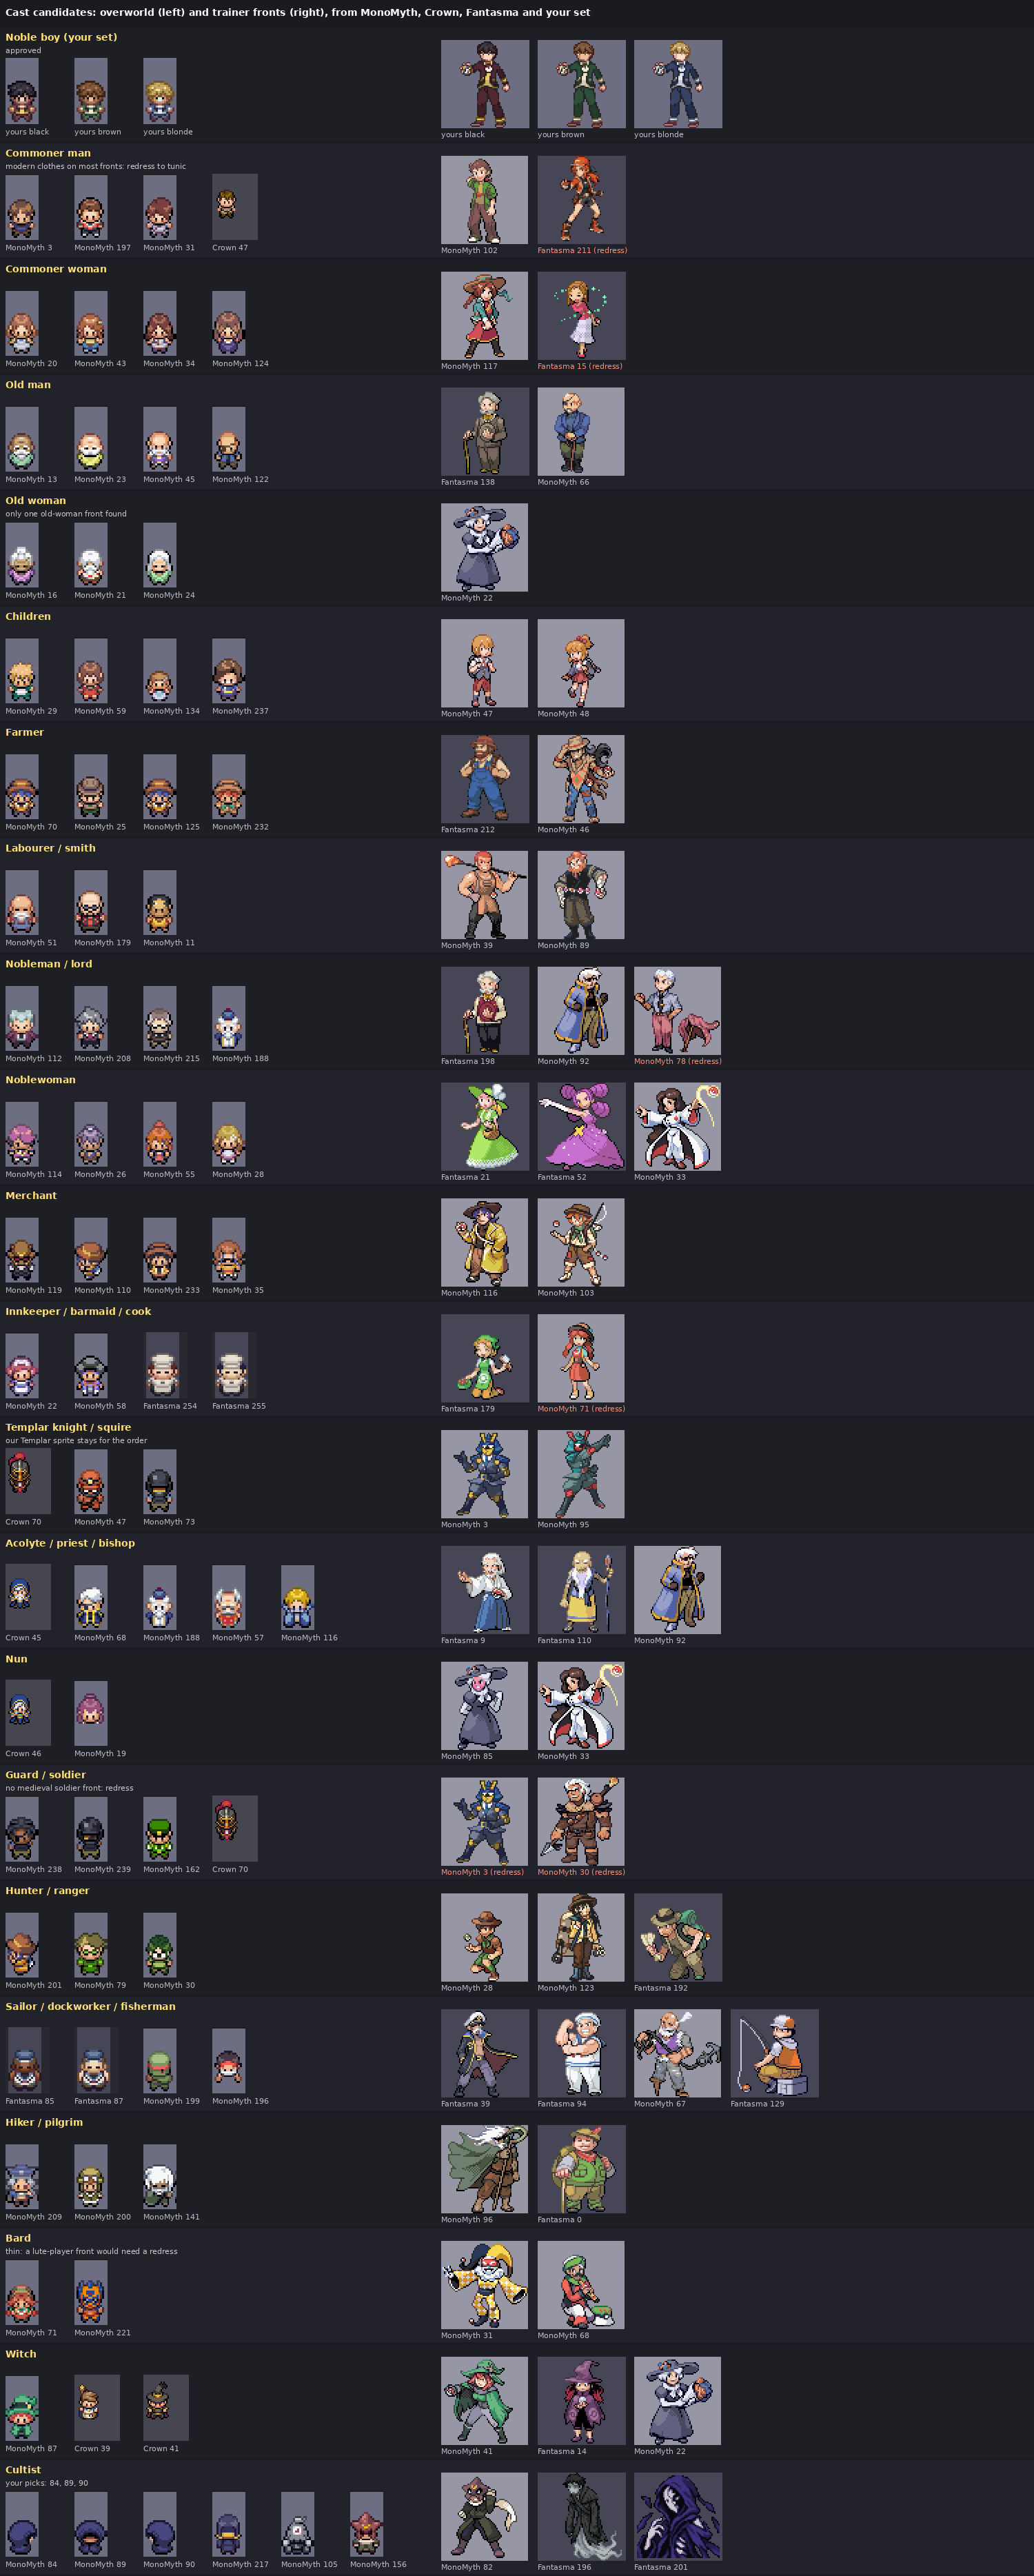 Cast candidates: overworld (left) and trainer fronts (right), from MonoMyth, Crown, Fantasma and your set
Noble boy (your set)
approved
yours black yours brown yours blonde yours black yours brown yours blonde
Commoner man
modern clothes on most fronts: redress to tunic
MonoMyth 3 MonoMyth 197 MonoMyth 31 Crown 47 MonoMyth 102 Fantasma 211 (redress)
Commoner woman
MonoMyth 20 MonoMyth 43 MonoMyth 34 MonoMyth 124 MonoMyth 117 Fantasma 15 (redress)
Old man
MonoMyth 13 MonoMyth 23 MonoMyth 45 MonoMyth 122 Fantasma 138 MonoMyth 66
Old woman
only one old-woman front found
MonoMyth 16 MonoMyth 21 MonoMyth 24 MonoMyth 22
Children
MonoMyth 29 MonoMyth 59 MonoMyth 134 MonoMyth 237 MonoMyth 47 MonoMyth 48
Farmer
MonoMyth 70 MonoMyth 25 MonoMyth 125 MonoMyth 232 Fantasma 212 MonoMyth 46
Labourer / smith
MonoMyth 51 MonoMyth 179 MonoMyth 11 MonoMyth 39 MonoMyth 89
Nobleman / lord
MonoMyth 112 MonoMyth 208 MonoMyth 215 MonoMyth 188 Fantasma 198 MonoMyth 92 MonoMyth 78 (redress)
Noblewoman
MonoMyth 114 MonoMyth 26 MonoMyth 55 MonoMyth 28 Fantasma 21 Fantasma 52 MonoMyth 33
Merchant
MonoMyth 119 MonoMyth 110 MonoMyth 233 MonoMyth 35 MonoMyth 116 MonoMyth 103
Innkeeper / barmaid / cook
MonoMyth 22 MonoMyth 58 Fantasma 254 Fantasma 255 Fantasma 179 MonoMyth 71 (redress)
Templar knight / squire
our Templar sprite stays for the order
Crown 70 MonoMyth 47 MonoMyth 73 MonoMyth 3 MonoMyth 95
Acolyte / priest / bishop
Crown 45 MonoMyth 68 MonoMyth 188 MonoMyth 57 MonoMyth 116 Fantasma 9 Fantasma 110 MonoMyth 92
Nun
Crown 46 MonoMyth 19 MonoMyth 85 MonoMyth 33
Guard / soldier
no medieval soldier front: redress
MonoMyth 238 MonoMyth 239 MonoMyth 162 Crown 70 MonoMyth 3 (redress) MonoMyth 30 (redress)
Hunter / ranger
MonoMyth 201 MonoMyth 79 MonoMyth 30 MonoMyth 28 MonoMyth 123 Fantasma 192
Sailor / dockworker / fisherman
Fantasma 85 Fantasma 87 MonoMyth 199 MonoMyth 196 Fantasma 39 Fantasma 94 MonoMyth 67 Fantasma 129
Hiker / pilgrim
MonoMyth 209 MonoMyth 200 MonoMyth 141 MonoMyth 96 Fantasma 0
Bard
thin: a lute-player front would need a redress
MonoMyth 71 MonoMyth 221 MonoMyth 31 MonoMyth 68
Witch
MonoMyth 87 Crown 39 Crown 41 MonoMyth 41 Fantasma 14 MonoMyth 22
Cultist
your picks: 84, 89, 90
MonoMyth 84 MonoMyth 89 MonoMyth 90 MonoMyth 217 MonoMyth 105 MonoMyth 156 MonoMyth 82 Fantasma 196 Fantasma 201